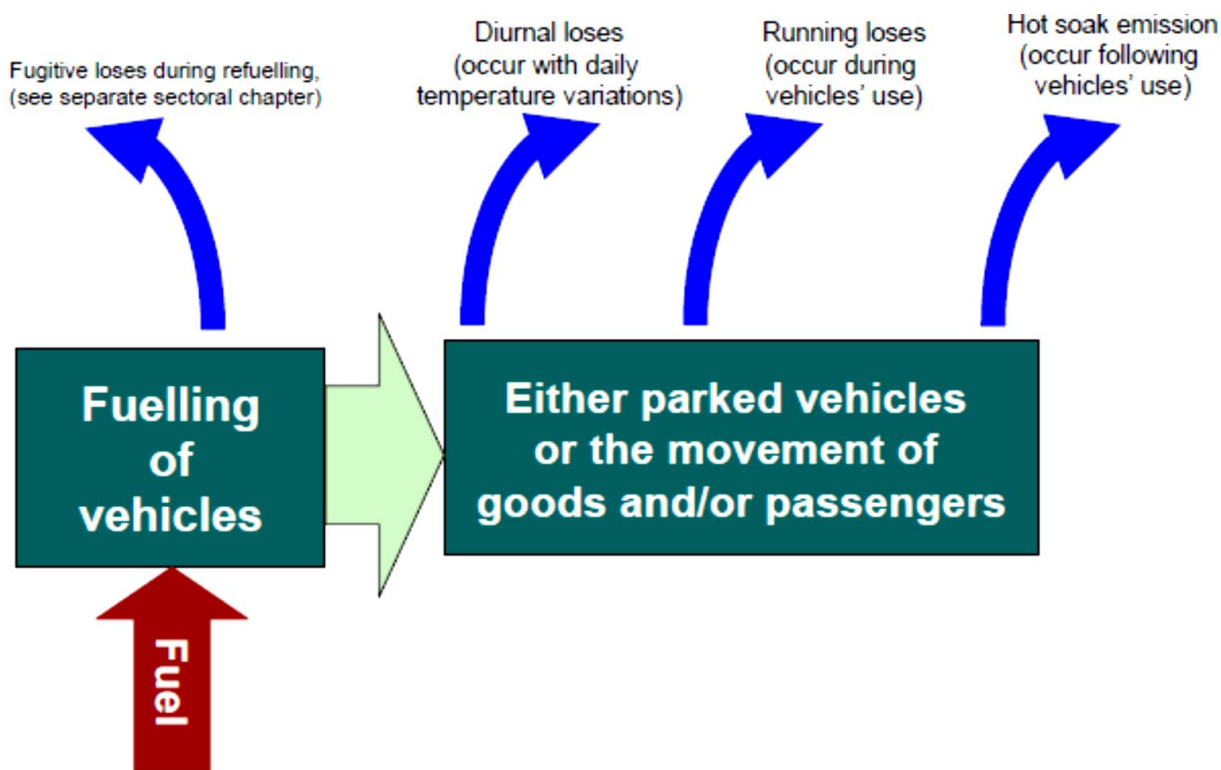 Fugitive loses during refuelling,
(see separate sectoral chapter)
Diurnal loses
(occur with daily
temperature variations)
Running loses
(occur during
vehicles' use)
Hot soak emission
(occur following
vehicles' use)
Fuelling
of
vehicles
Either parked vehicles
or the movement of
goods and/or passengers
Fuel